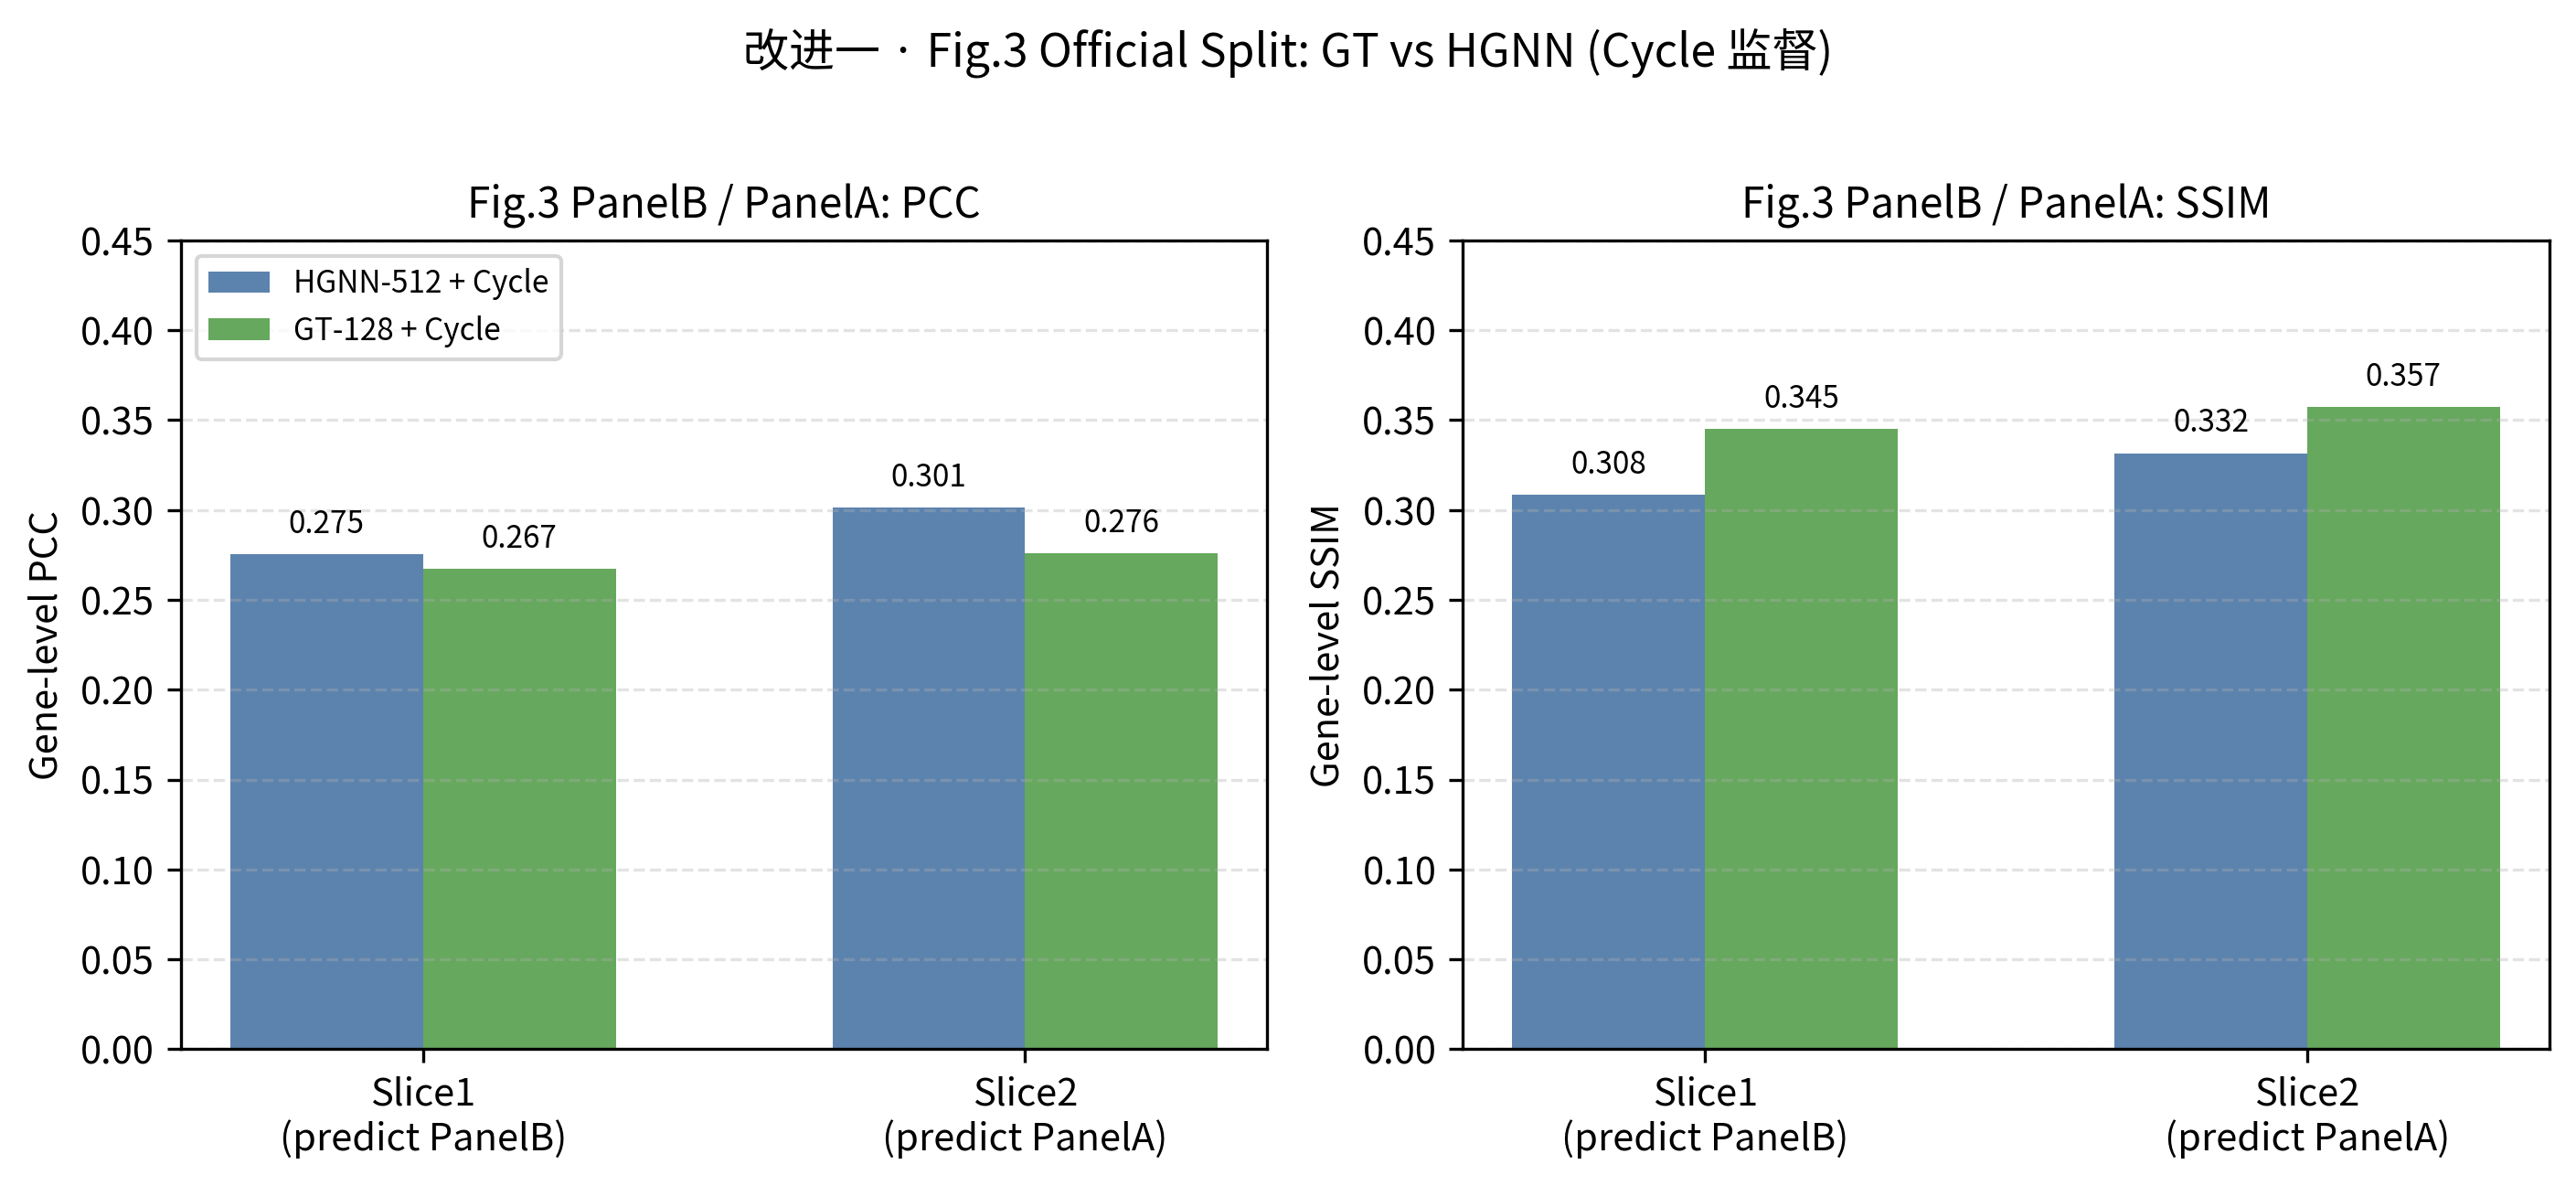 改进一 · Fig.3 Official Split: GT vs HGNN (Cycle 监督)
Fig.3 PanelB / PanelA: PCC
HGNN-512 + Cycle
GT-128 + Cycle
Gene-level PCC
0.45
0.40
0.35
0.30
0.25
0.20
0.15
0.10
0.05
0.00
0.275
0.267
0.301
0.276
Slice1
(predict PanelB)
Slice2
(predict PanelA)
Fig.3 PanelB / PanelA: SSIM
Gene-level SSIM
0.45
0.40
0.35
0.30
0.25
0.20
0.15
0.10
0.05
0.00
0.308
0.345
0.332
0.357
Slice1
(predict PanelB)
Slice2
(predict PanelA)